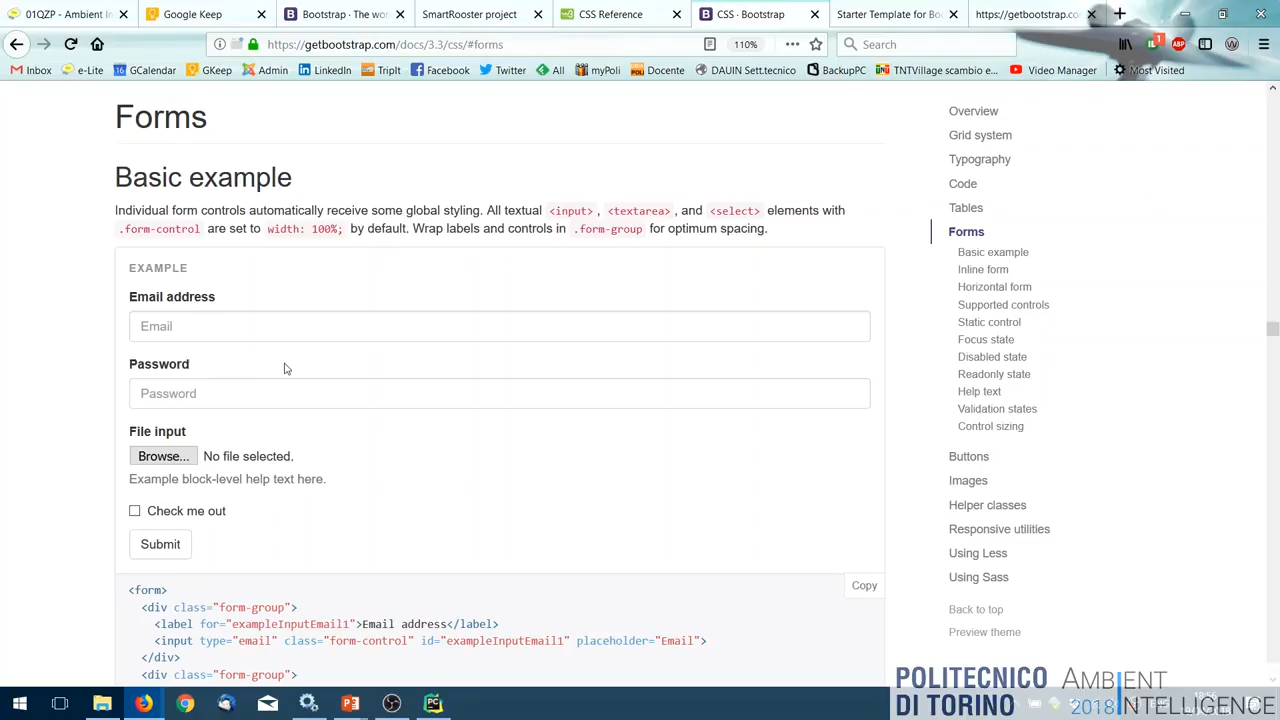 01QZP - Ambient In
Google Keep
Bootstrap · The wor
SmartRooster project
CSS Reference
CSS · Bootstrap
Starter Template for Boo
https://getbootstrap.co
https://getbootstrap.com/docs/3.3/css/#forms
110%
Search
Inbox
e-Lite
GCalendar
GKeep
Admin
LinkedIn
TripIt
Facebook
Twitter
All
myPoli
Docente
DAUIN Sett.tecnico
BackupPC
TNTVillage scambio e...
Video Manager
Most Visited
Forms
Basic example
Individual form controls automatically receive some global styling. All textual <input>, <textarea>, and <select> elements with
.form-control are set to width: 100%; by default. Wrap labels and controls in .form-group for optimum spacing.
EXAMPLE
Email address
Email
Password
Password
File input
Browse... No file selected.
Example block-level help text here.
Check me out
Submit
Copy
<form>
<div class="form-group">
<label for="exampleInputEmail1">Email address</label>
<input type="email" class="form-control" id="exampleInputEmail1" placeholder="Email">
</div>
<div class="form-group">
Overview
Grid system
Typography
Code
Tables
Forms
Basic example
Inline form
Horizontal form
Supported controls
Static control
Focus state
Disabled state
Readonly state
Help text
Validation states
Control sizing
Buttons
Images
Helper classes
Responsive utilities
Using Less
Using Sass
Back to top
Preview theme
POLITECNICO
DI TORINO
AMBIENT
2018 INTELLIGENCE